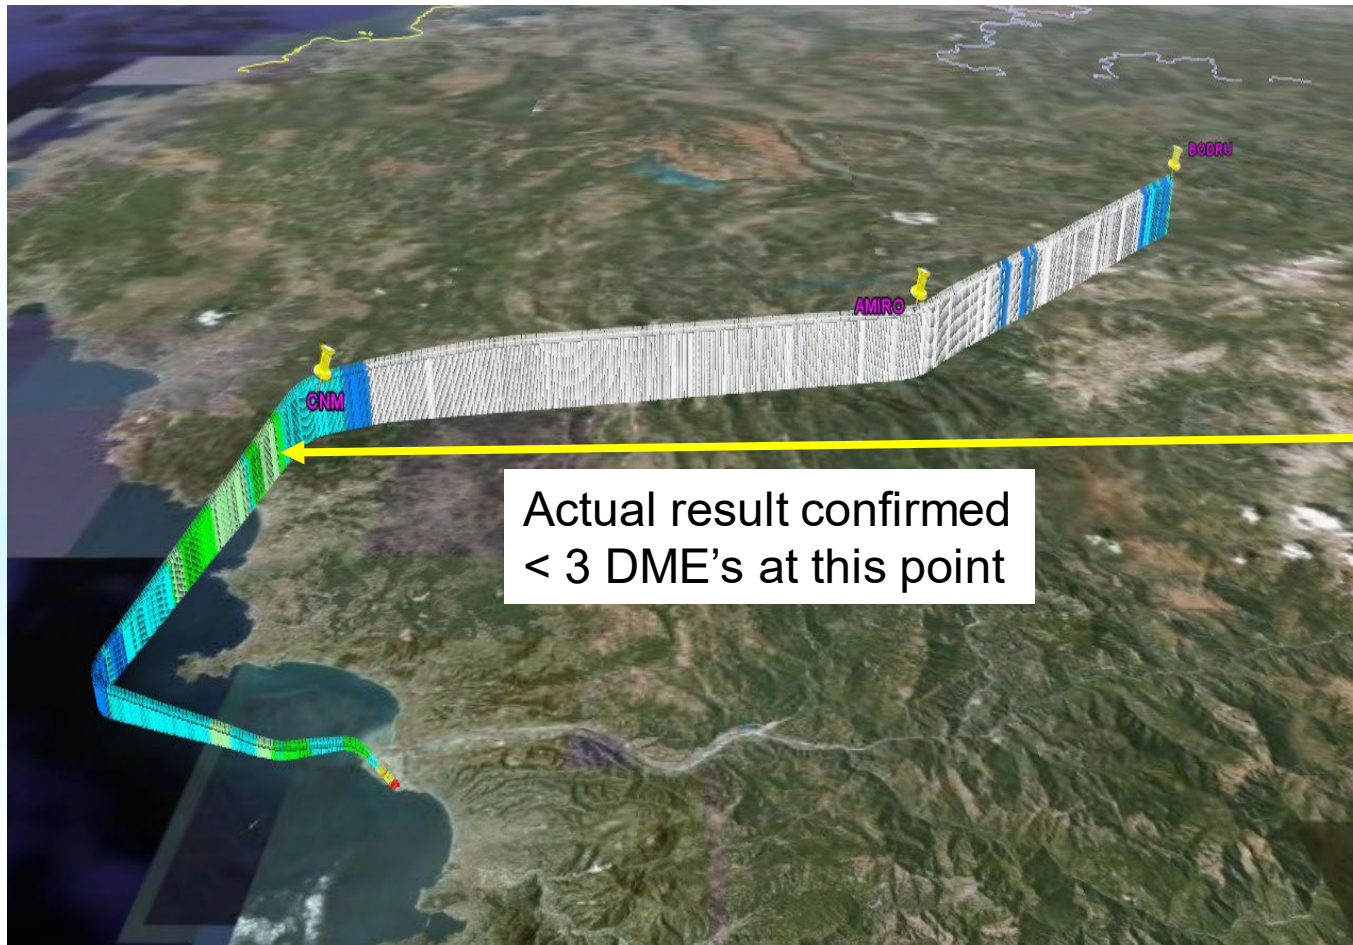 BODRU
AMIRO
CNM
Actual result confirmed
< 3 DME’s at this point